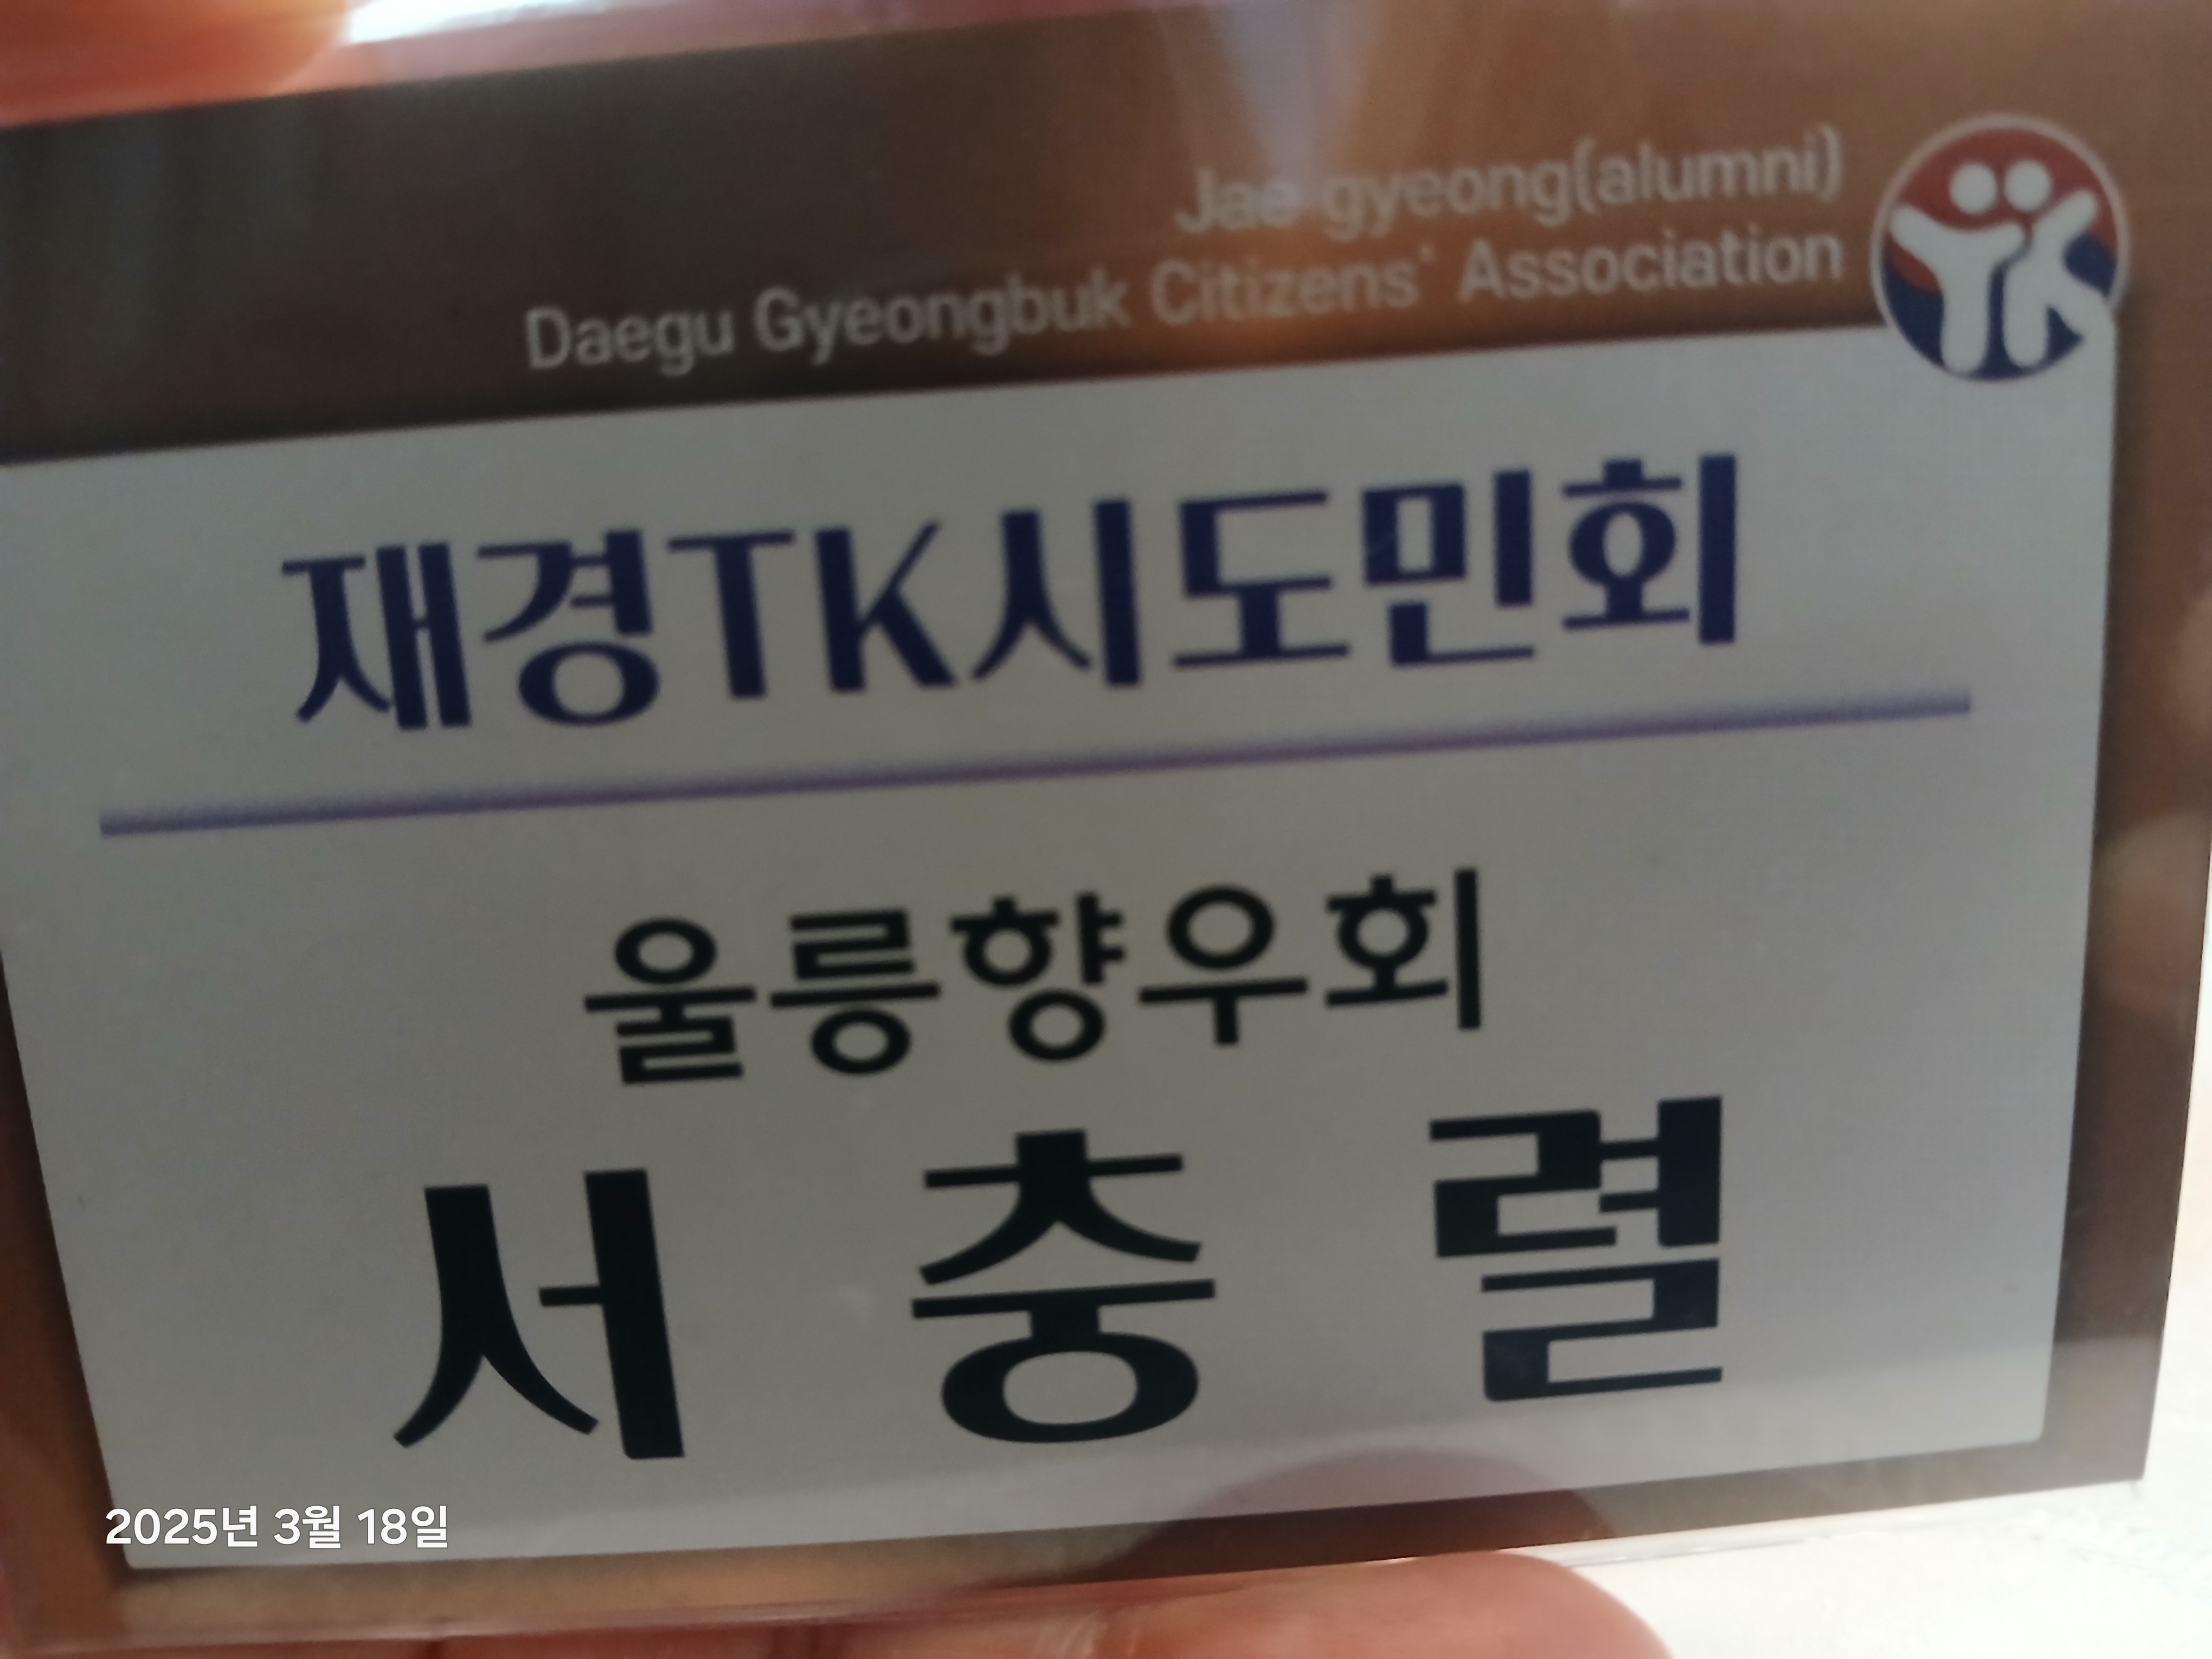 Jae-gyeong(alumni)
Daegu Gyeongbuk Citizens' Association
재경TK시도민회
울릉향우회
서 충 렬
2025년 3월 18일